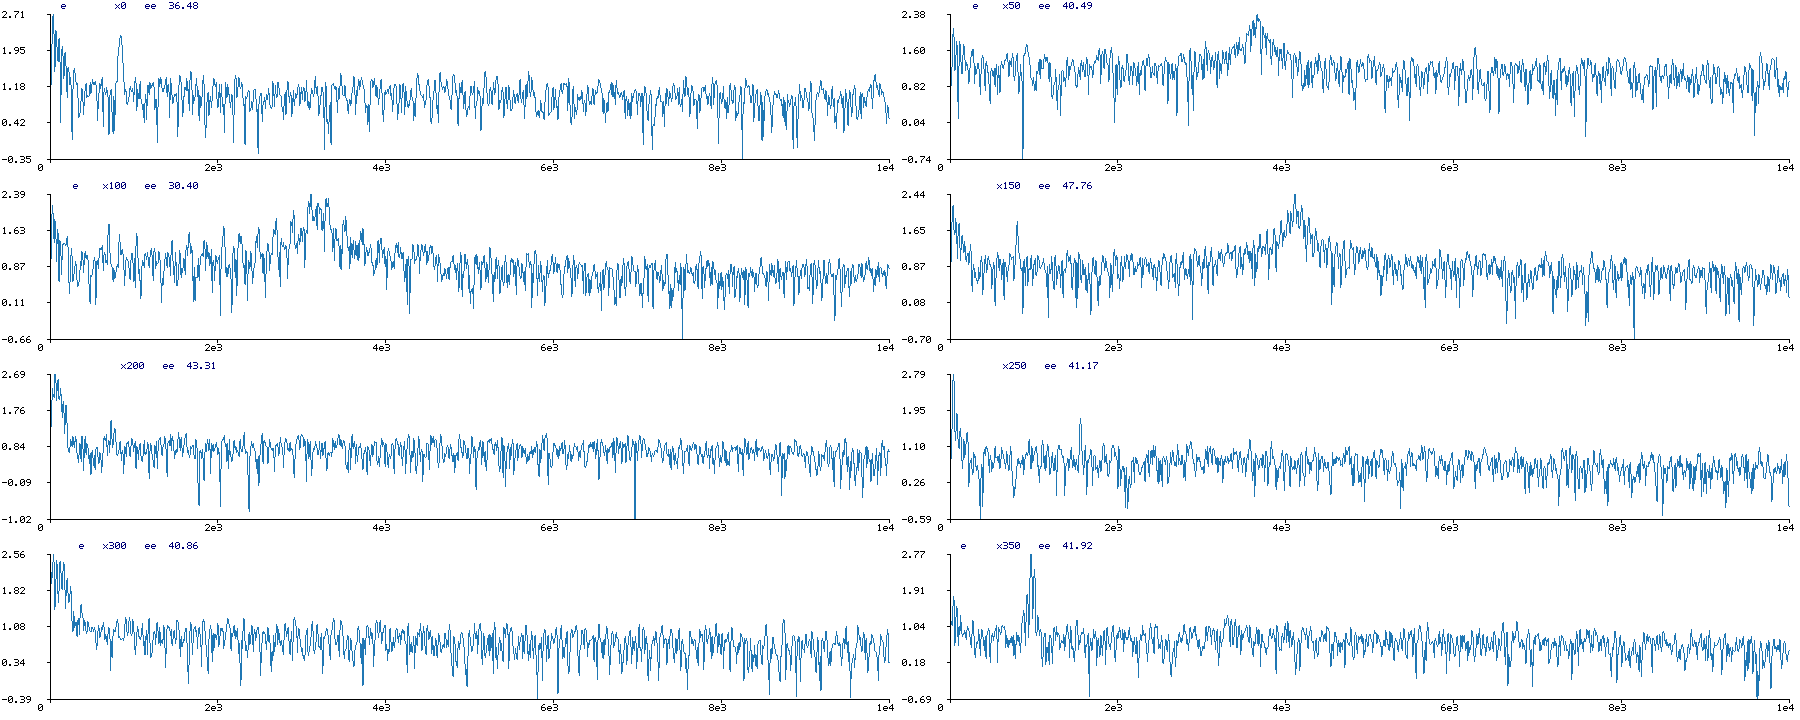 e x0 ee 36.48
2.71
1.95
1.18
0.42
-0.35
0 2e3 4e3 6e3 8e3 1e4
e x50 ee 40.49
2.38
1.60
0.82
0.04
-0.74
0 2e3 4e3 6e3 8e3 1e4
e x100 ee 30.40
2.39
1.63
0.87
0.11
-0.66
0 2e3 4e3 6e3 8e3 1e4
x150 ee 47.76
2.44
1.65
0.87
0.08
-0.70
0 2e3 4e3 6e3 8e3 1e4
x200 ee 43.31
2.69
1.76
0.84
-0.09
-1.02
0 2e3 4e3 6e3 8e3 1e4
x250 ee 41.17
2.79
1.95
1.10
0.26
-0.59
0 2e3 4e3 6e3 8e3 1e4
e x300 ee 40.86
2.56
1.82
1.08
0.34
-0.39
0 2e3 4e3 6e3 8e3 1e4
e x350 ee 41.92
2.77
1.91
1.04
0.18
-0.69
0 2e3 4e3 6e3 8e3 1e4